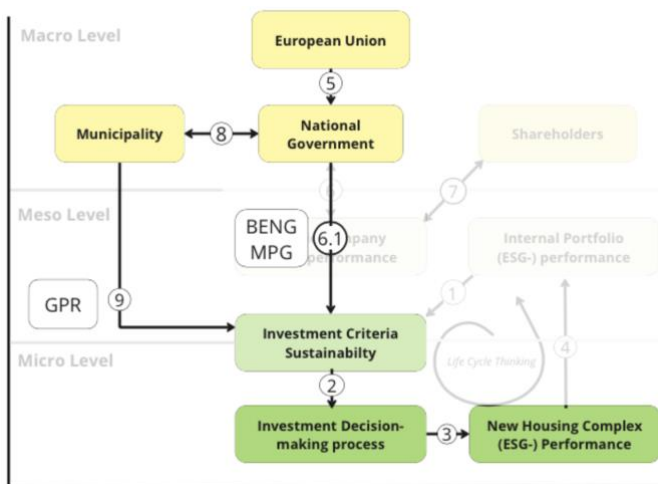 Macro Level
European Union
5
Municipality
8
National
Government
Shareholders
6
7
Meso Level
BENG
MPG
6.1
mpany
performance
Internal Portfolio
(ESG-) performance
GPR
9
1
Investment Criteria
Sustainabilty
Micro Level
2
Life Cycle Thinking
4
Investment Decision-
making process
3
New Housing Complex
(ESG-) Performance